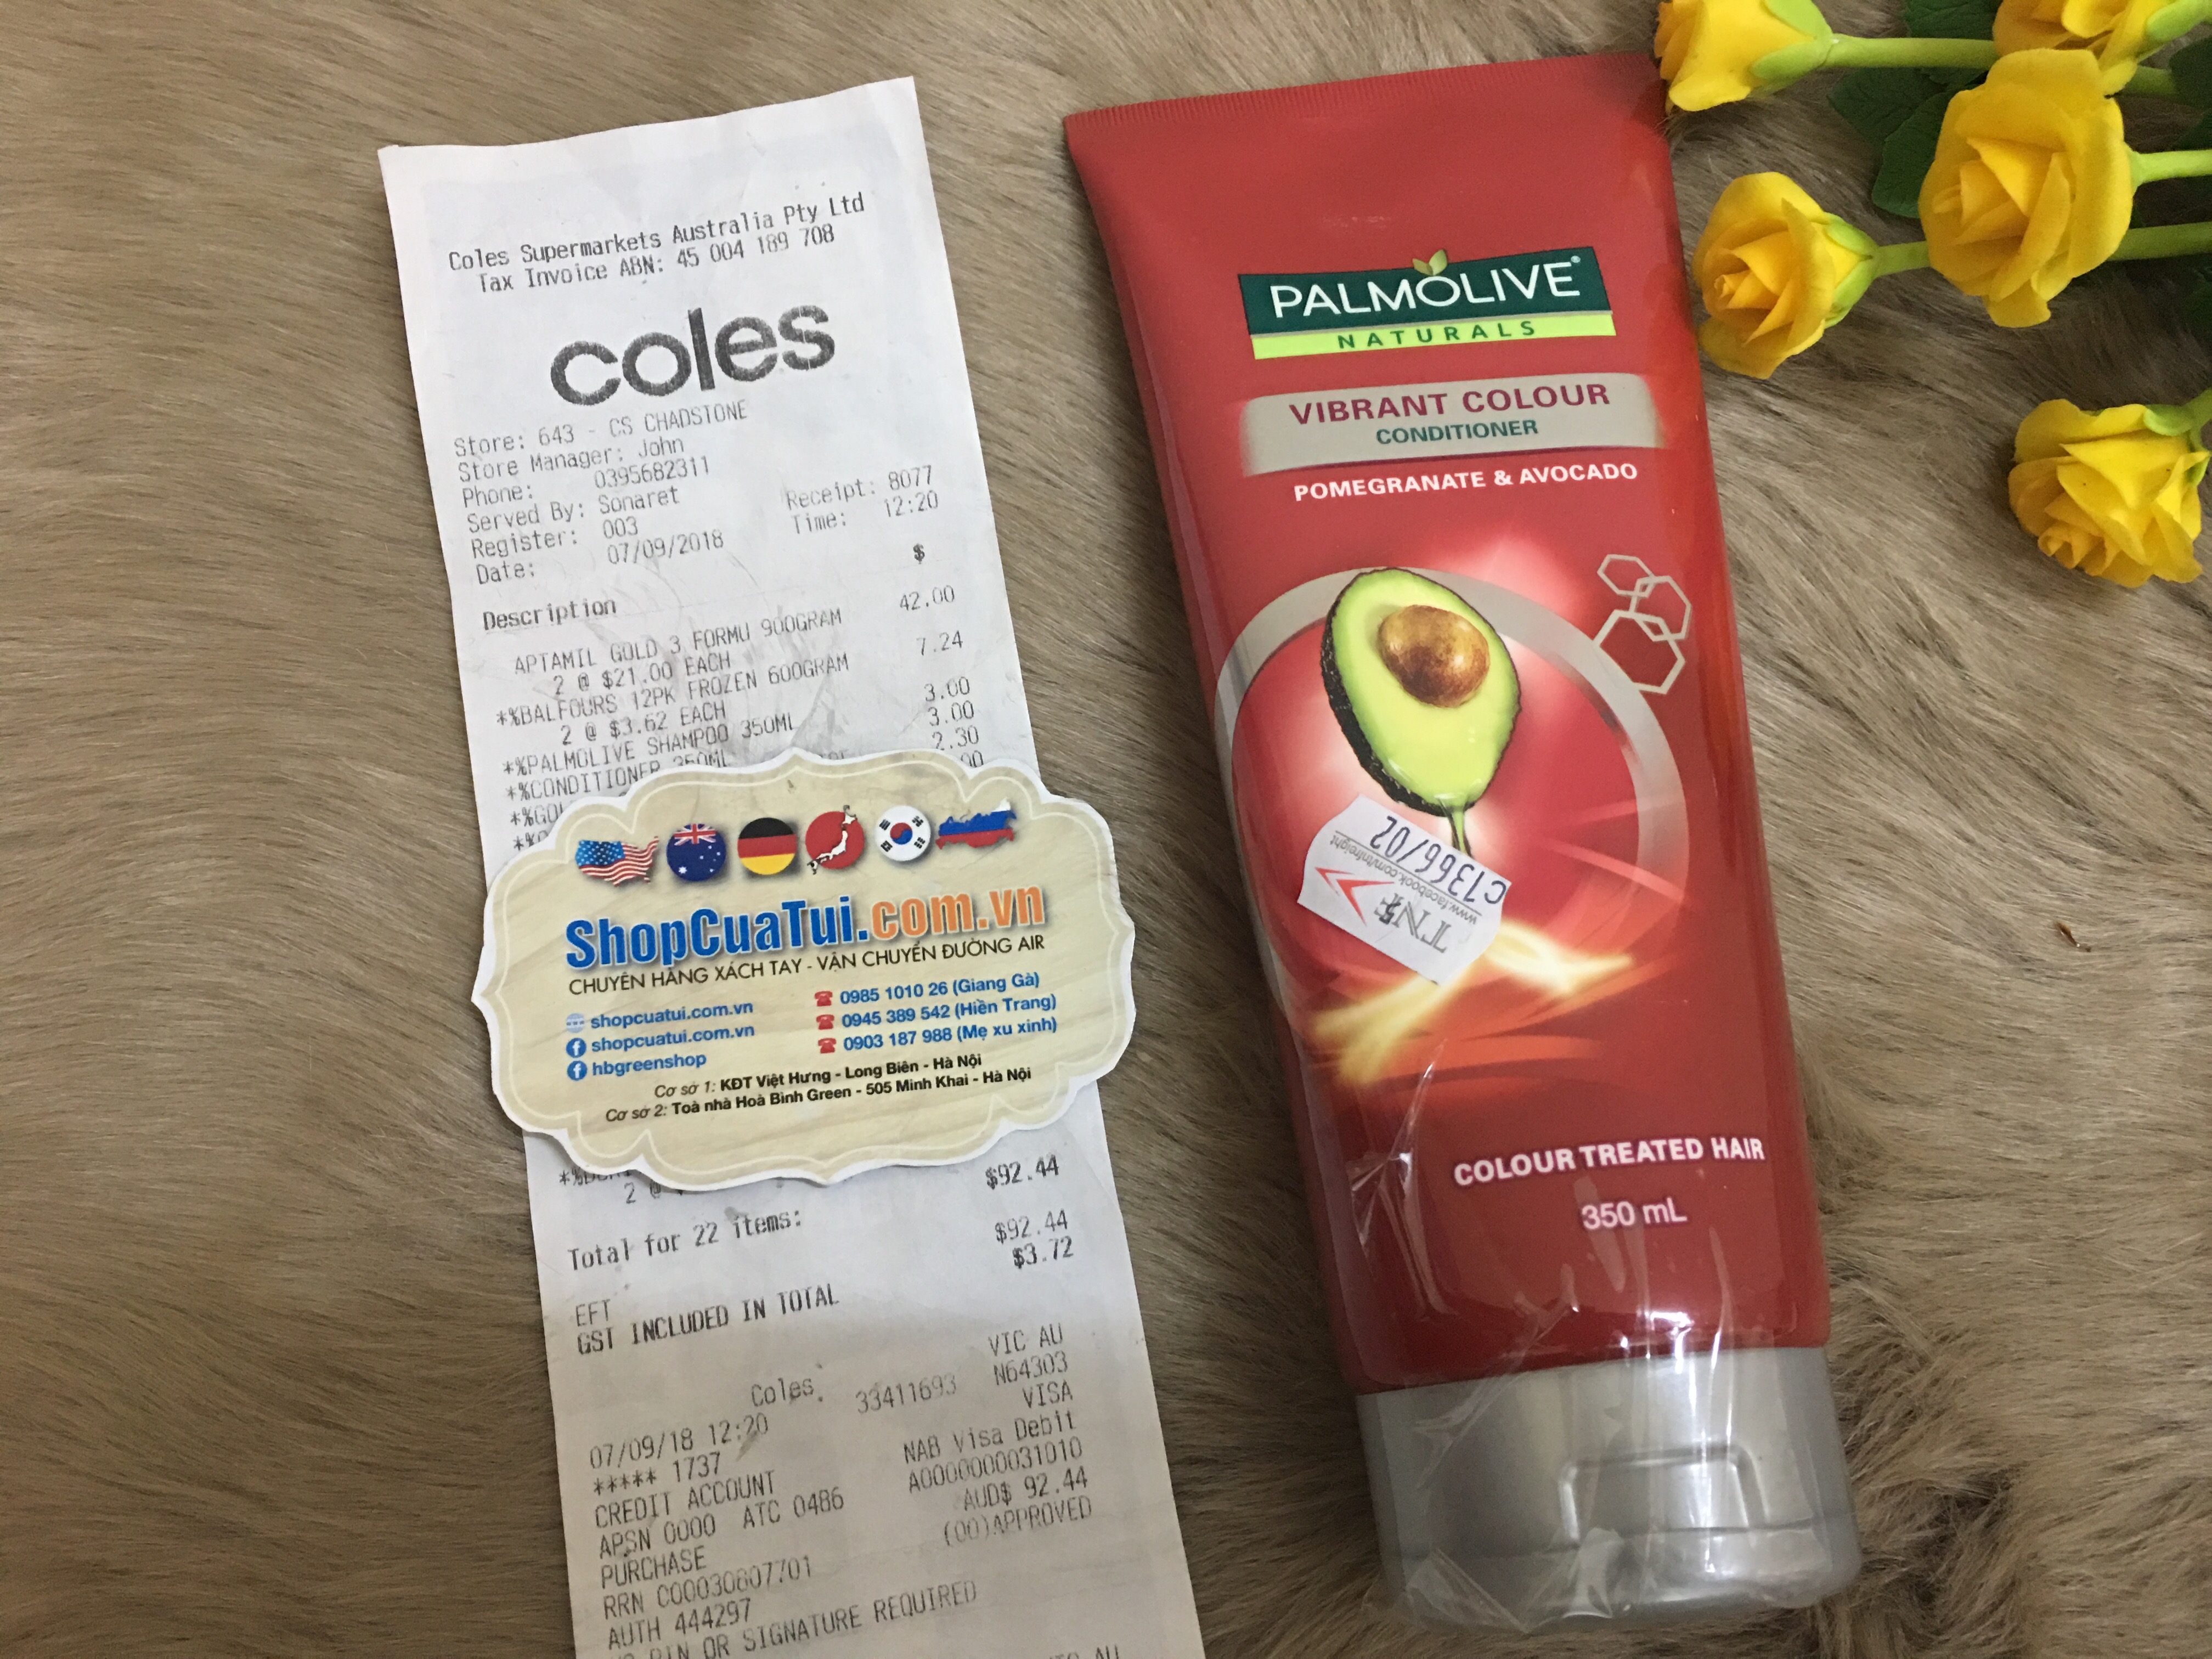 Coles Supermarkets Australia Pty Ltd
Tax Invoice ABN: 45 004 189 708
coles
Store: 643 - CS CHADSTONE
Store Manager: John
Phone: 0395682311
Served By: Sonaret Receipt: 8077
Register: 003 Time: 12:20
Date: 07/09/2018
$
Description
APTAMIL GOLD 3 FORMU 900GRAM
2 @ $21.00 EACH 42.00
*%BALFOURS 12PK FROZEN 600GRAM
2 @ $3.62 EACH 7.24
*%PALMOLIVE SHAMPOO 350ML 3.00
*%CONDITIONER 350ML 3.00
2.30
ShopCuaTui.com.vn
CHUYÊN HÀNG XÁCH TAY - VẬN CHUYỂN ĐƯỜNG AIR
shopcuatui.com.vn
shopcuatui.com.vn
hbgreenshop
0985 1010 26 (Giang Gà)
0945 389 542 (Hiền Trang)
0903 187 988 (Mẹ xu xinh)
Cơ sở 1: KĐT Việt Hưng - Long Biên - Hà Nội
Cơ sở 2: Toà nhà Hoà Bình Green - 505 Minh Khai - Hà Nội
2 @
Total for 22 items: $92.44
EFT $92.44
GST INCLUDED IN TOTAL $3.72
Coles. VIC AU
07/09/18 12:20 33411693 N64303
***** 1737 VISA
CREDIT ACCOUNT NAB Visa Debit
APSN 0000 ATC 0486 A0000000031010
PURCHASE AUD$ 92.44
RRN C00030807701 (00)APPROVED
AUTH 444297
PIN OR SIGNATURE REQUIRED
PALMOLIVE®
NATURALS
VIBRANT COLOUR
CONDITIONER
POMEGRANATE & AVOCADO
TNF
www.facebook.com/tnfreight
C1366/02
COLOUR TREATED HAIR
350 mL